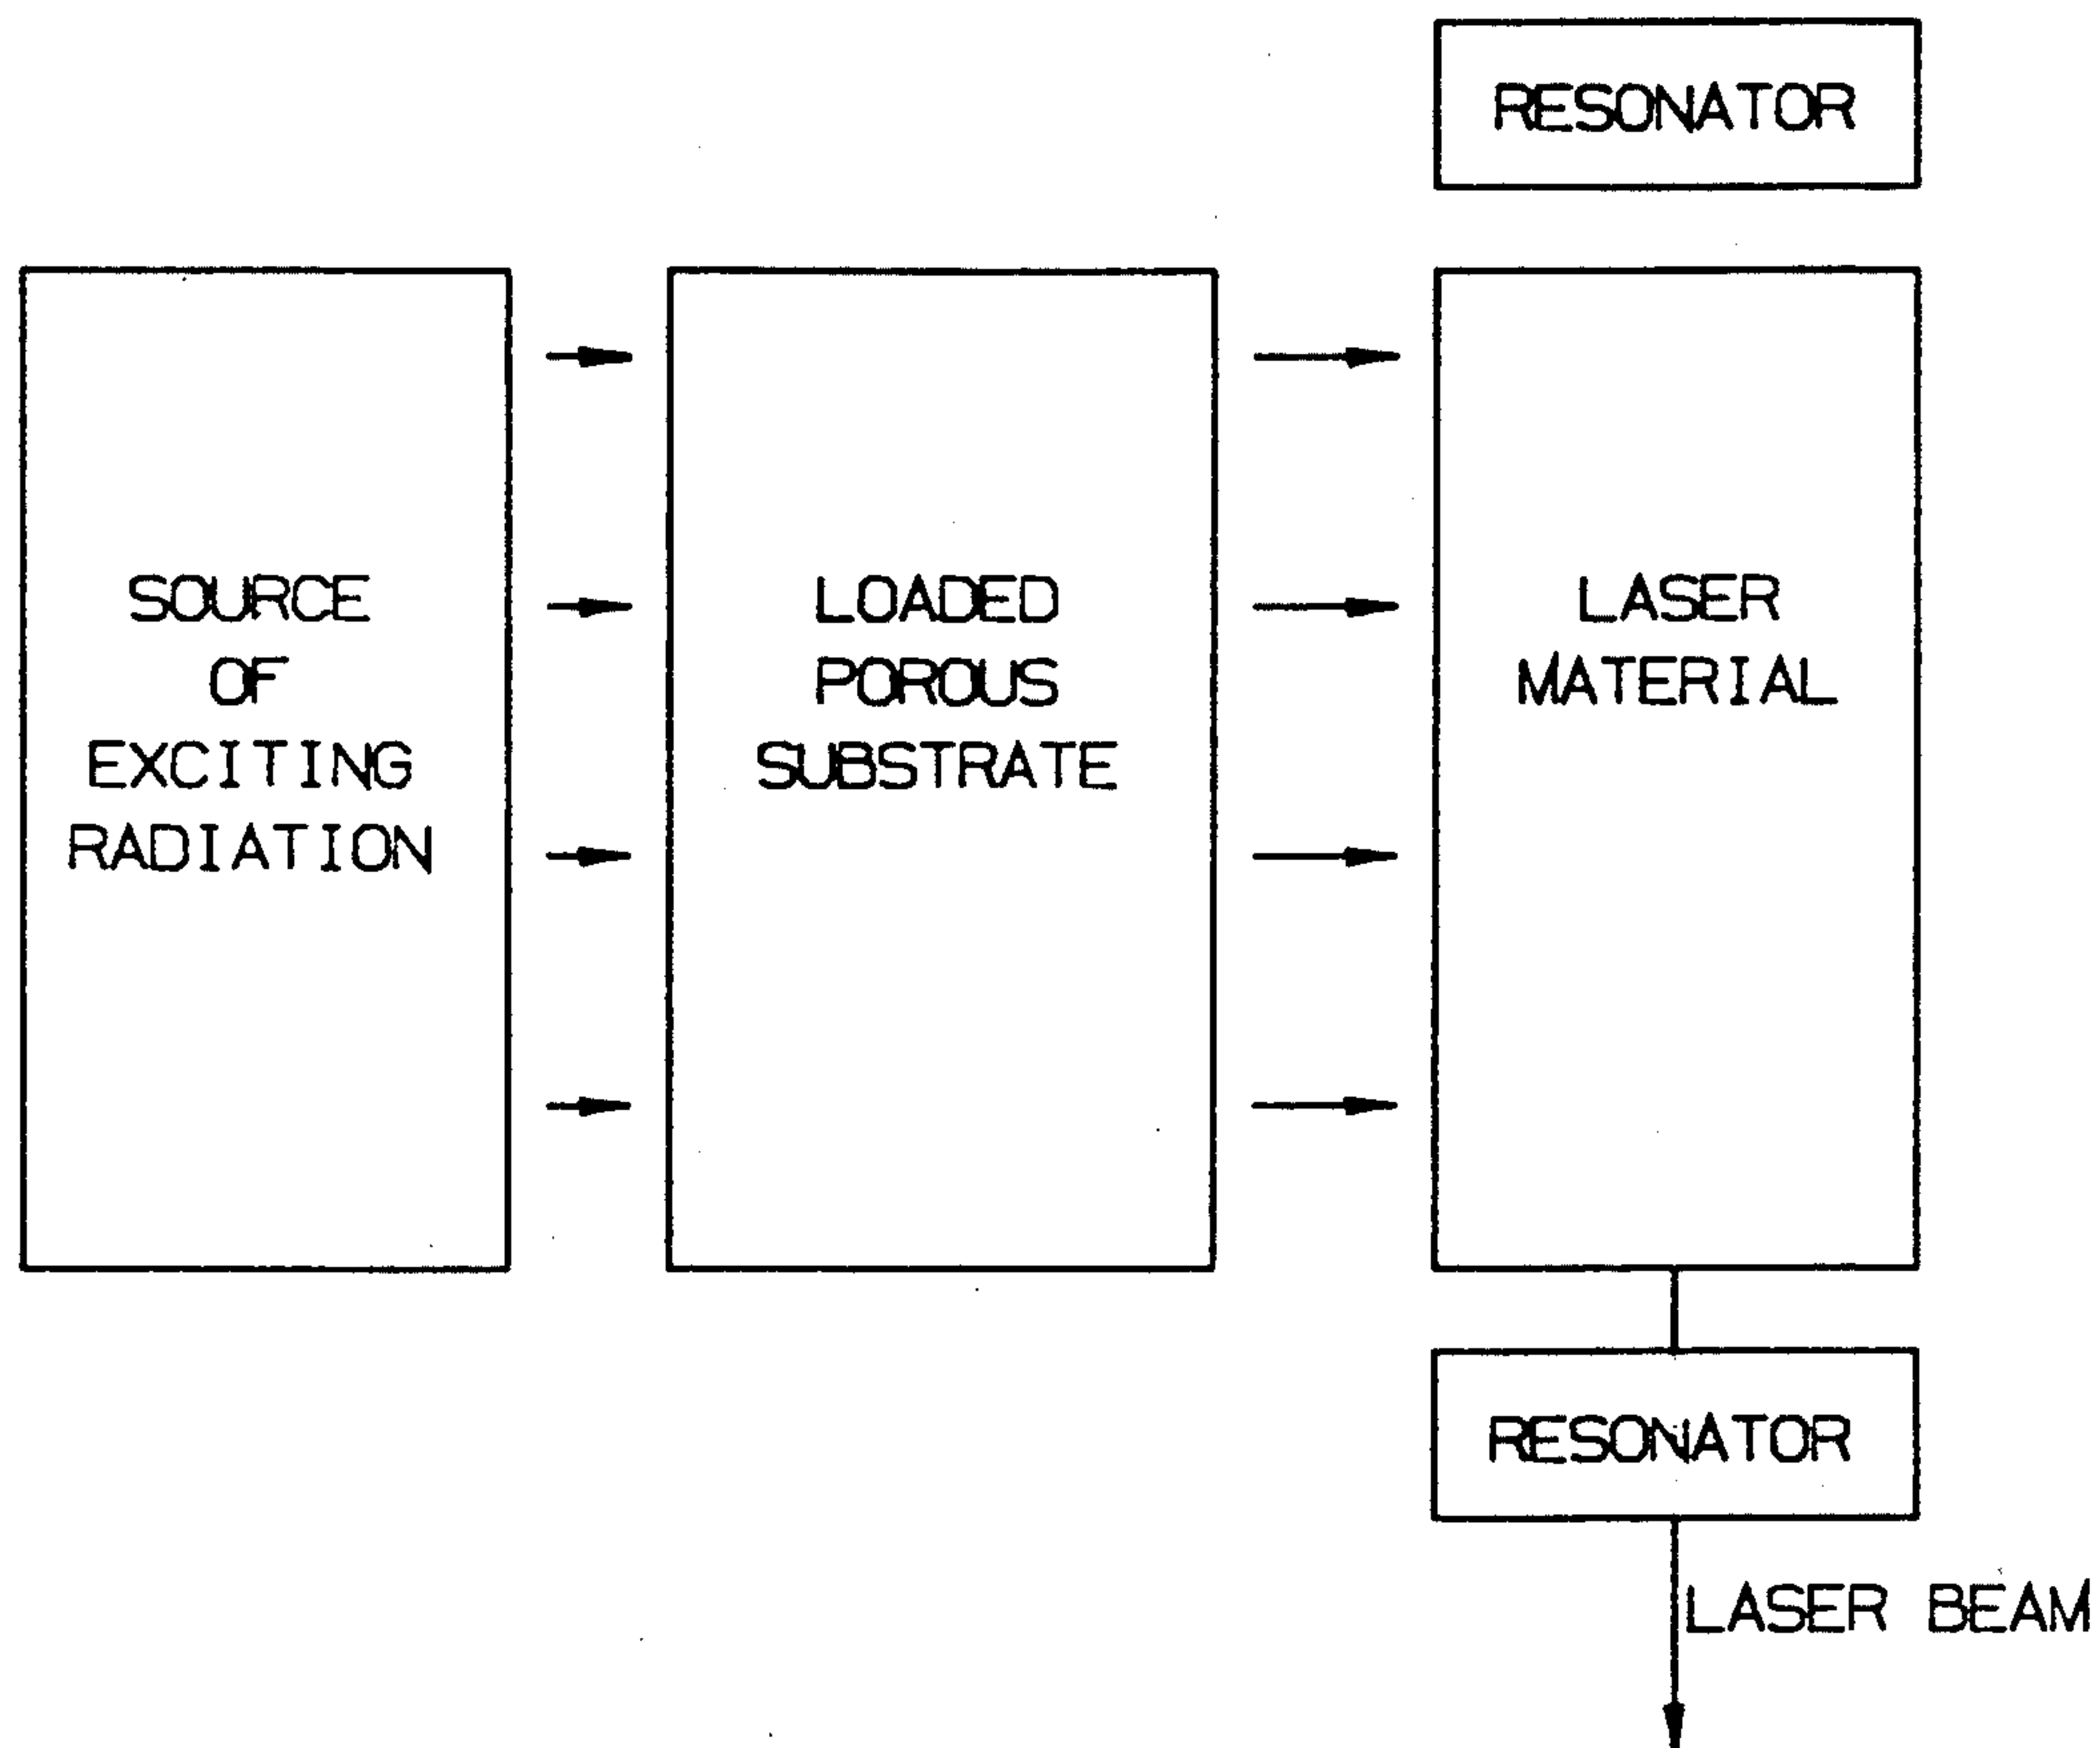 RESONATOR
SOURCE
OF
EXCITING
RADIATION
LOADED
POROUS
SUBSTRATE
LASER
MATERIAL
RESONATOR
LASER BEAM